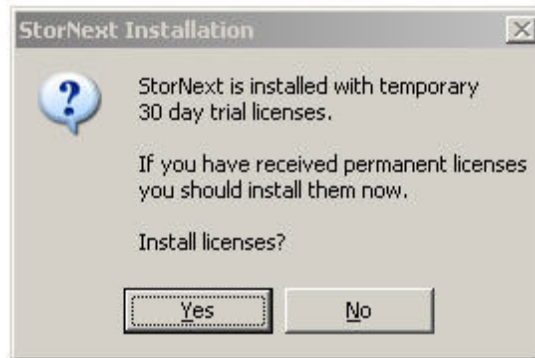 StorNext Installation
StorNext is installed with temporary
30 day trial licenses.
If you have received permanent licenses
you should install them now.
Install licenses?
Yes
No